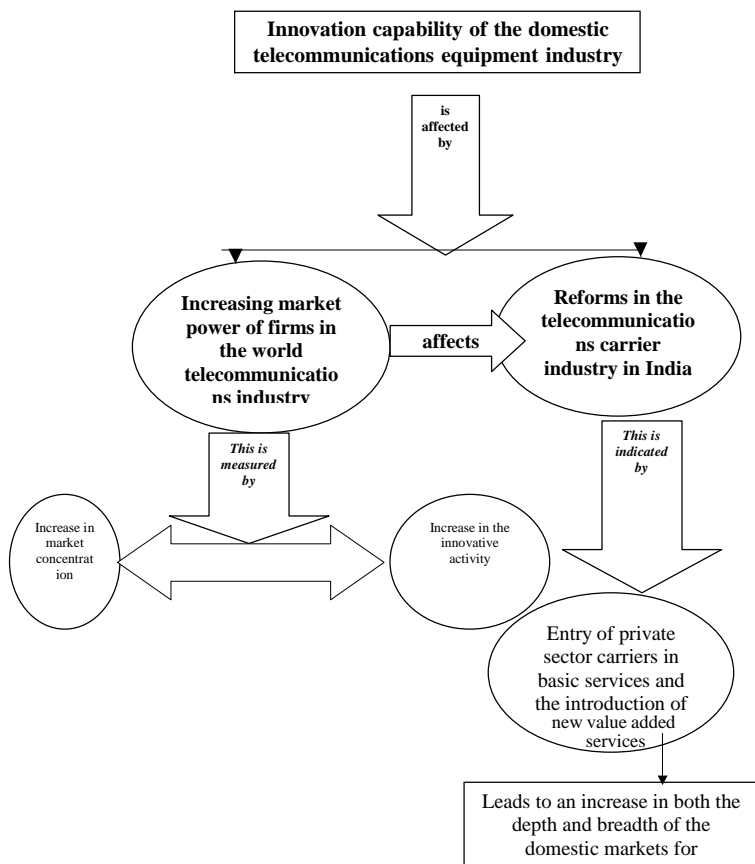 Innovation capability of the domestic
telecommunications equipment industry
is
affected
by
Increasing market
power of firms in
the world
telecommunicatio
ns industry
affects
Reforms in the
telecommunicatio
ns carrier
industry in India
This is
measured
by
This is
indicated
by
Increase in
market
concentrat
ion
Increase in the
innovative
activity
Entry of private
sector carriers in
basic services and
the introduction of
new value added
services
Leads to an increase in both the
depth and breadth of the
domestic markets for